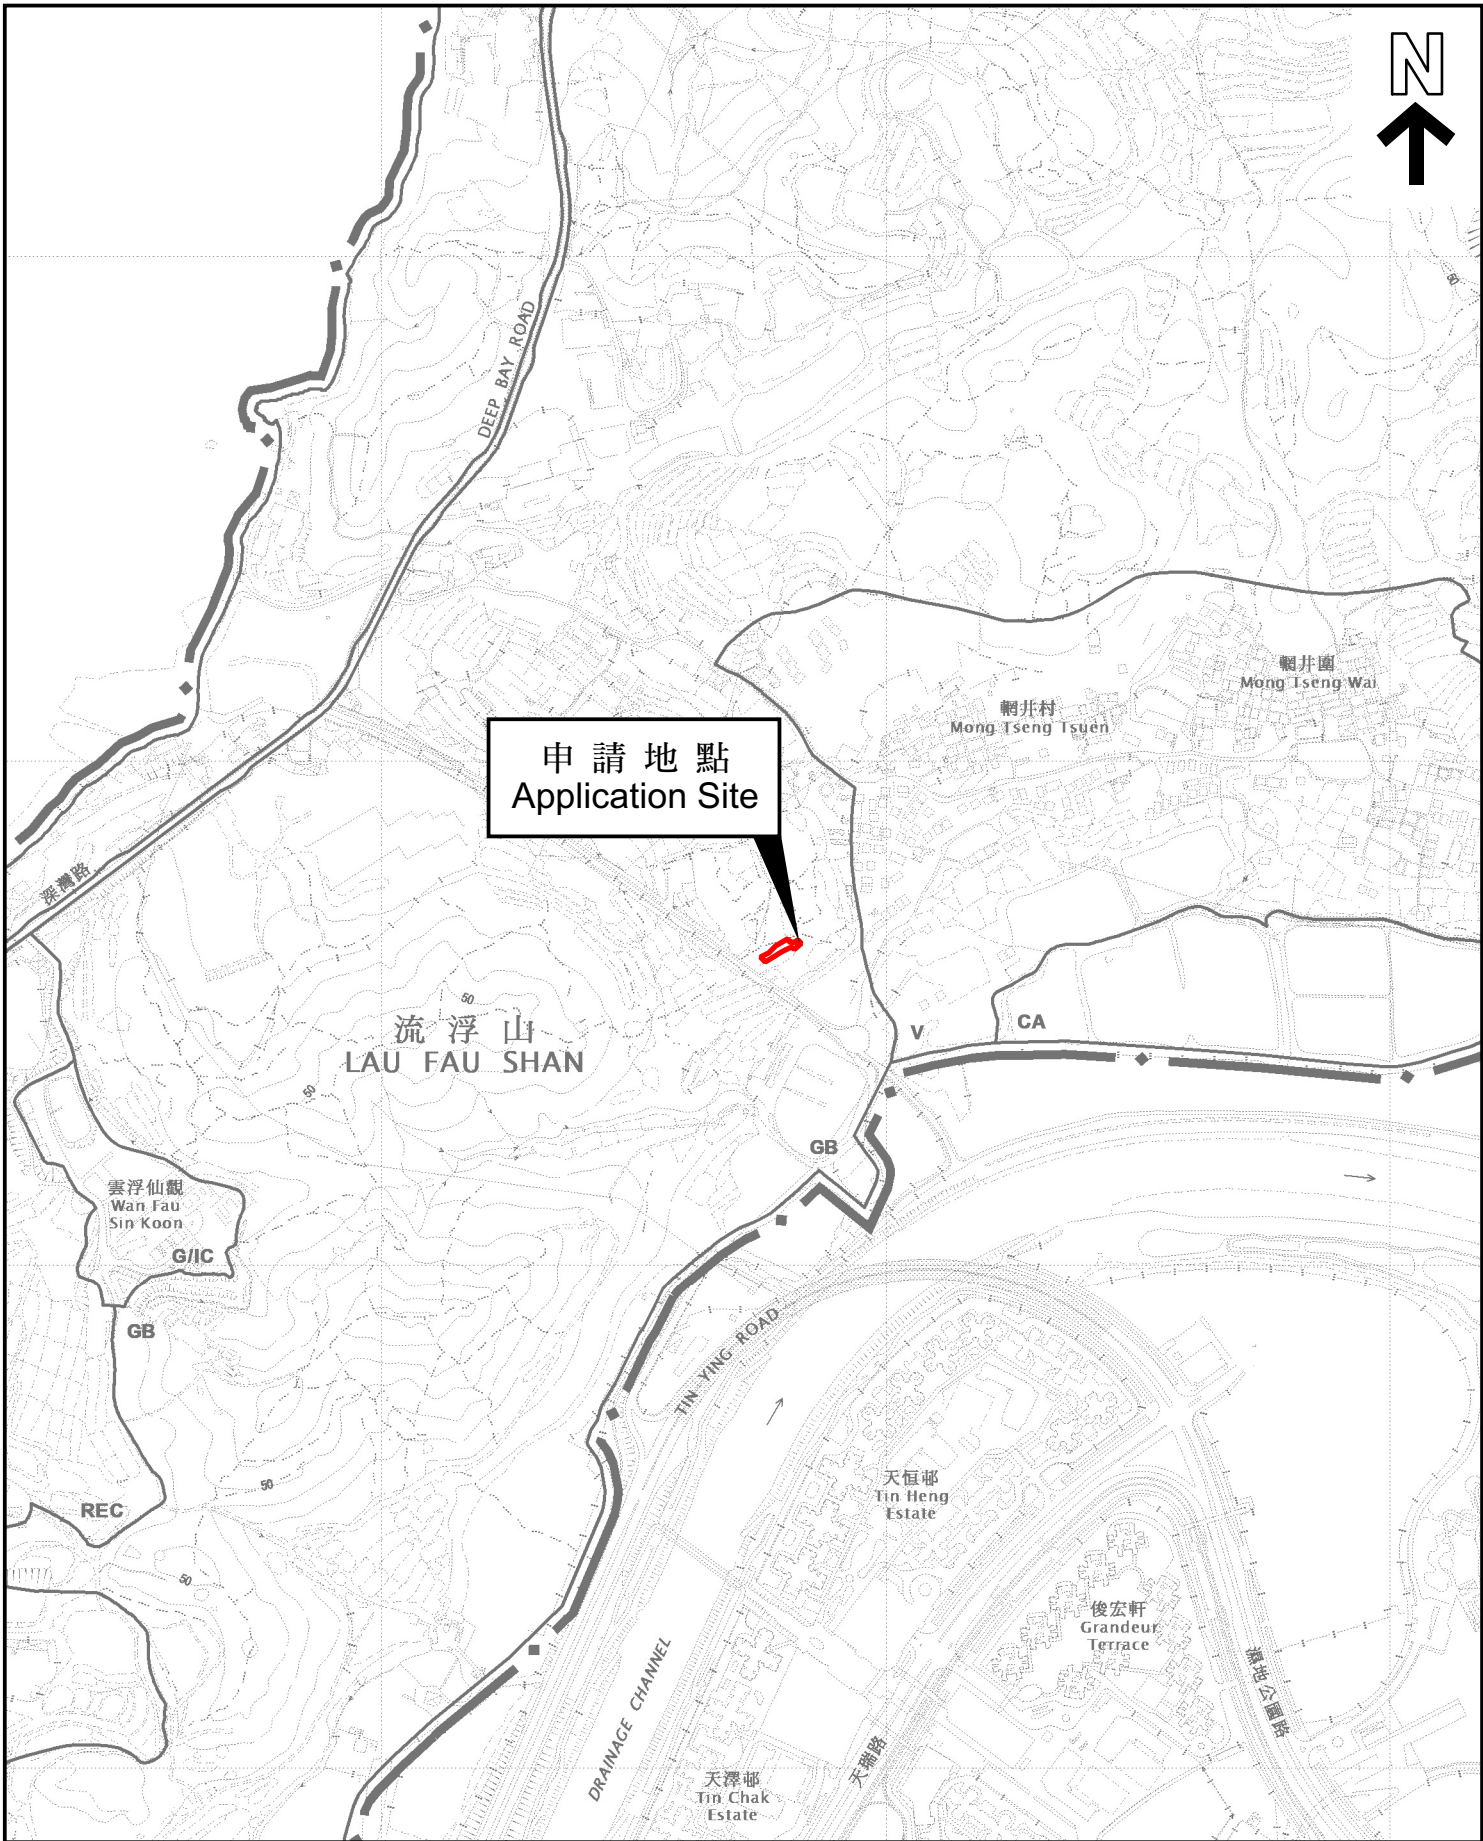 N
50
DEEP BAY ROAD
輞井圍
Mong Tseng Wai
輞井村
Mong Tseng Tsuen
申請地點
Application Site
深灣路
50
流浮山
LAU FAU SHAN
CA
V
50
GB
雲浮仙觀
Wan Fau
Sin Koon
G/IC
GB
TIN YING ROAD
天恒邨
Tin Heng
Estate
50
REC
50
俊宏軒
Grandeur
Terrace
濕地公園路
DRAINAGE CHANNEL
天瑞路
天澤邨
Tin Chak
Estate